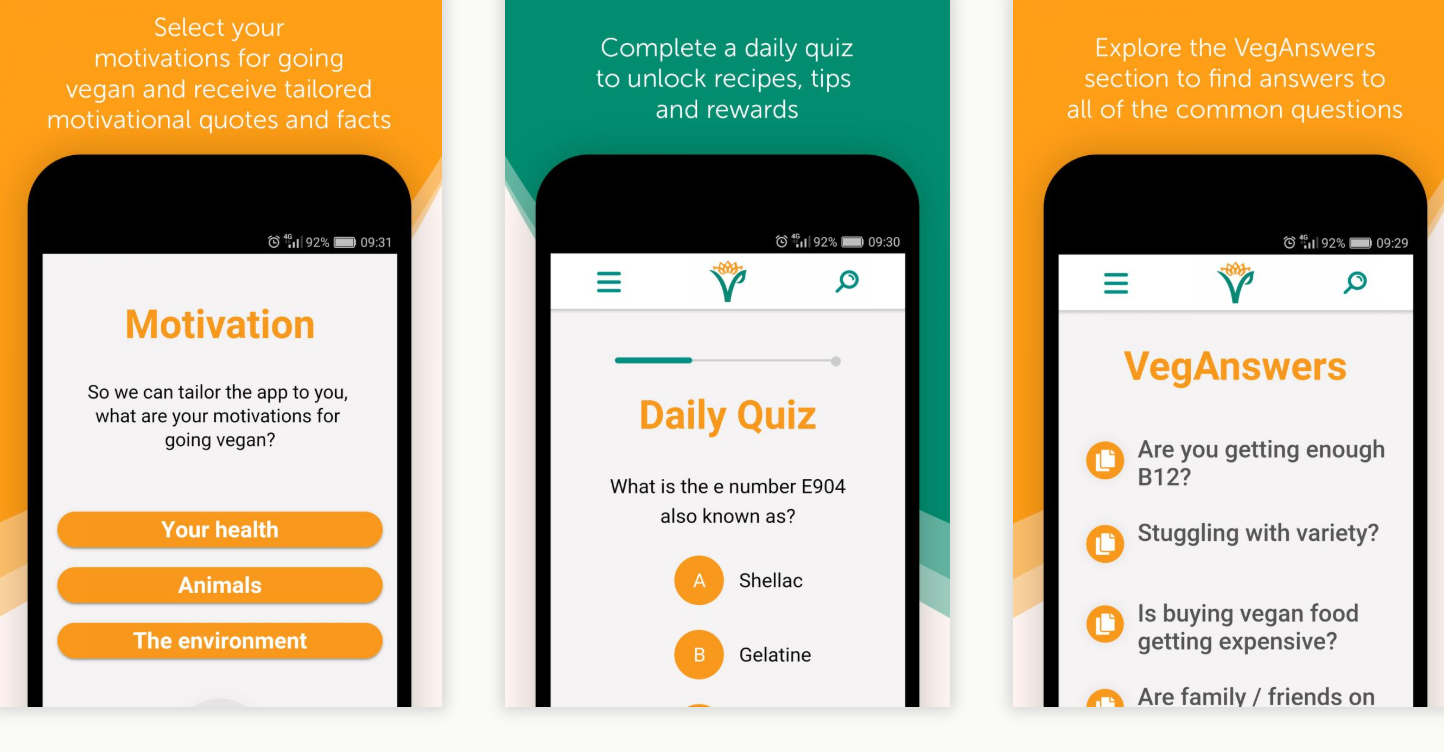 Select your
motivations for going
vegan and receive tailored
motivational quotes and facts
4G 92% 09:31
Motivation
So we can tailor the app to you,
what are your motivations for
going vegan?
Your health
Animals
The environment
Complete a daily quiz
to unlock recipes, tips
and rewards
4G 92% 09:30
Daily Quiz
What is the e number E904
also known as?
A Shellac
B Gelatine
Explore the VegAnswers
section to find answers to
all of the common questions
4G 92% 09:29
VegAnswers
Are you getting enough
B12?
Stuggling with variety?
Is buying vegan food
getting expensive?
Are family / friends on